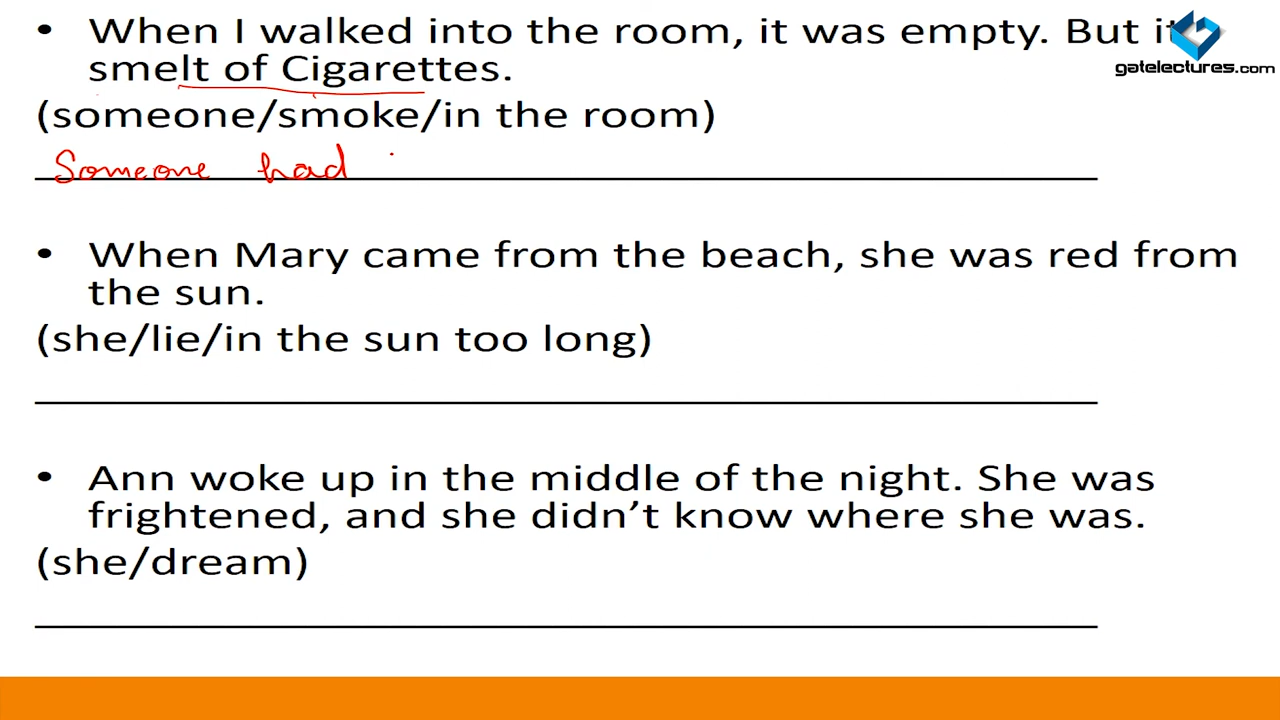 • When I walked into the room, it was empty. But it
smelt of Cigarettes.
gatelectures.com
(someone/smoke/in the room)
Someone had
• When Mary came from the beach, she was red from
the sun.
(she/lie/in the sun too long)
• Ann woke up in the middle of the night. She was
frightened, and she didn't know where she was.
(she/dream)